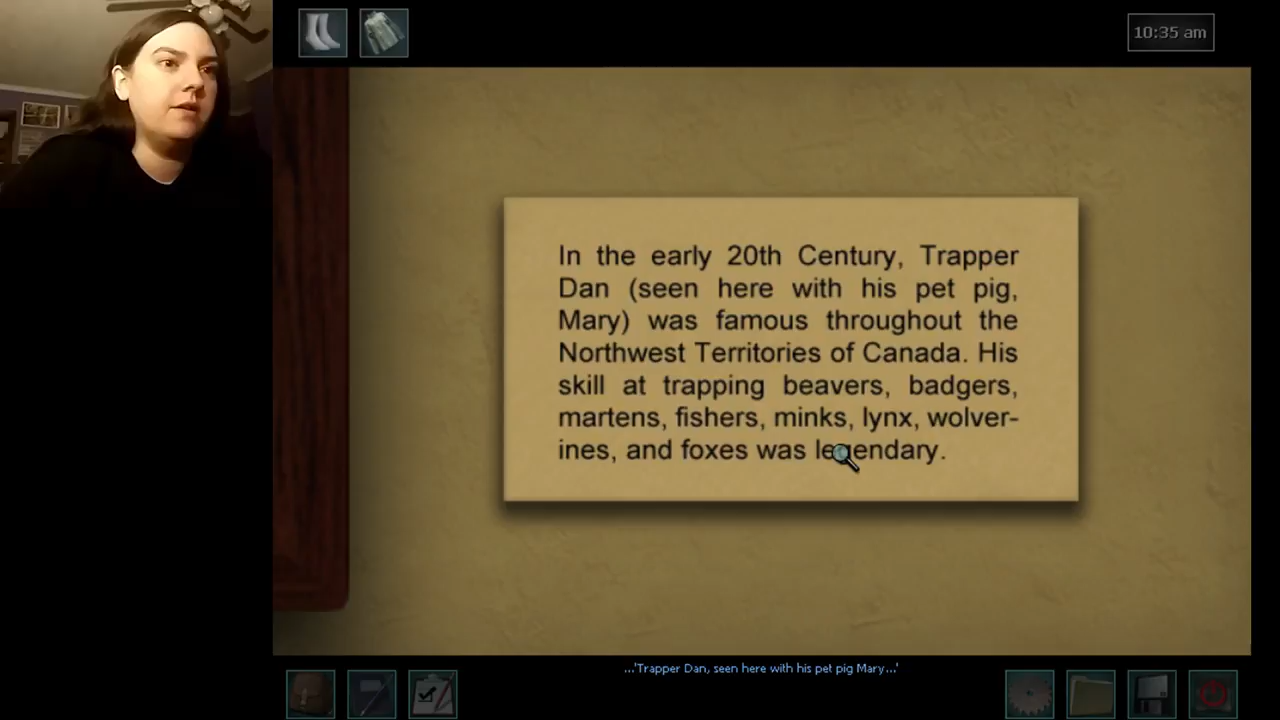 10:35 am
In the early 20th Century, Trapper
Dan (seen here with his pet pig,
Mary) was famous throughout the
Northwest Territories of Canada. His
skill at trapping beavers, badgers,
martens, fishers, minks, lynx, wolver-
ines, and foxes was legendary.
...'Trapper Dan, seen here with his pet pig Mary...'